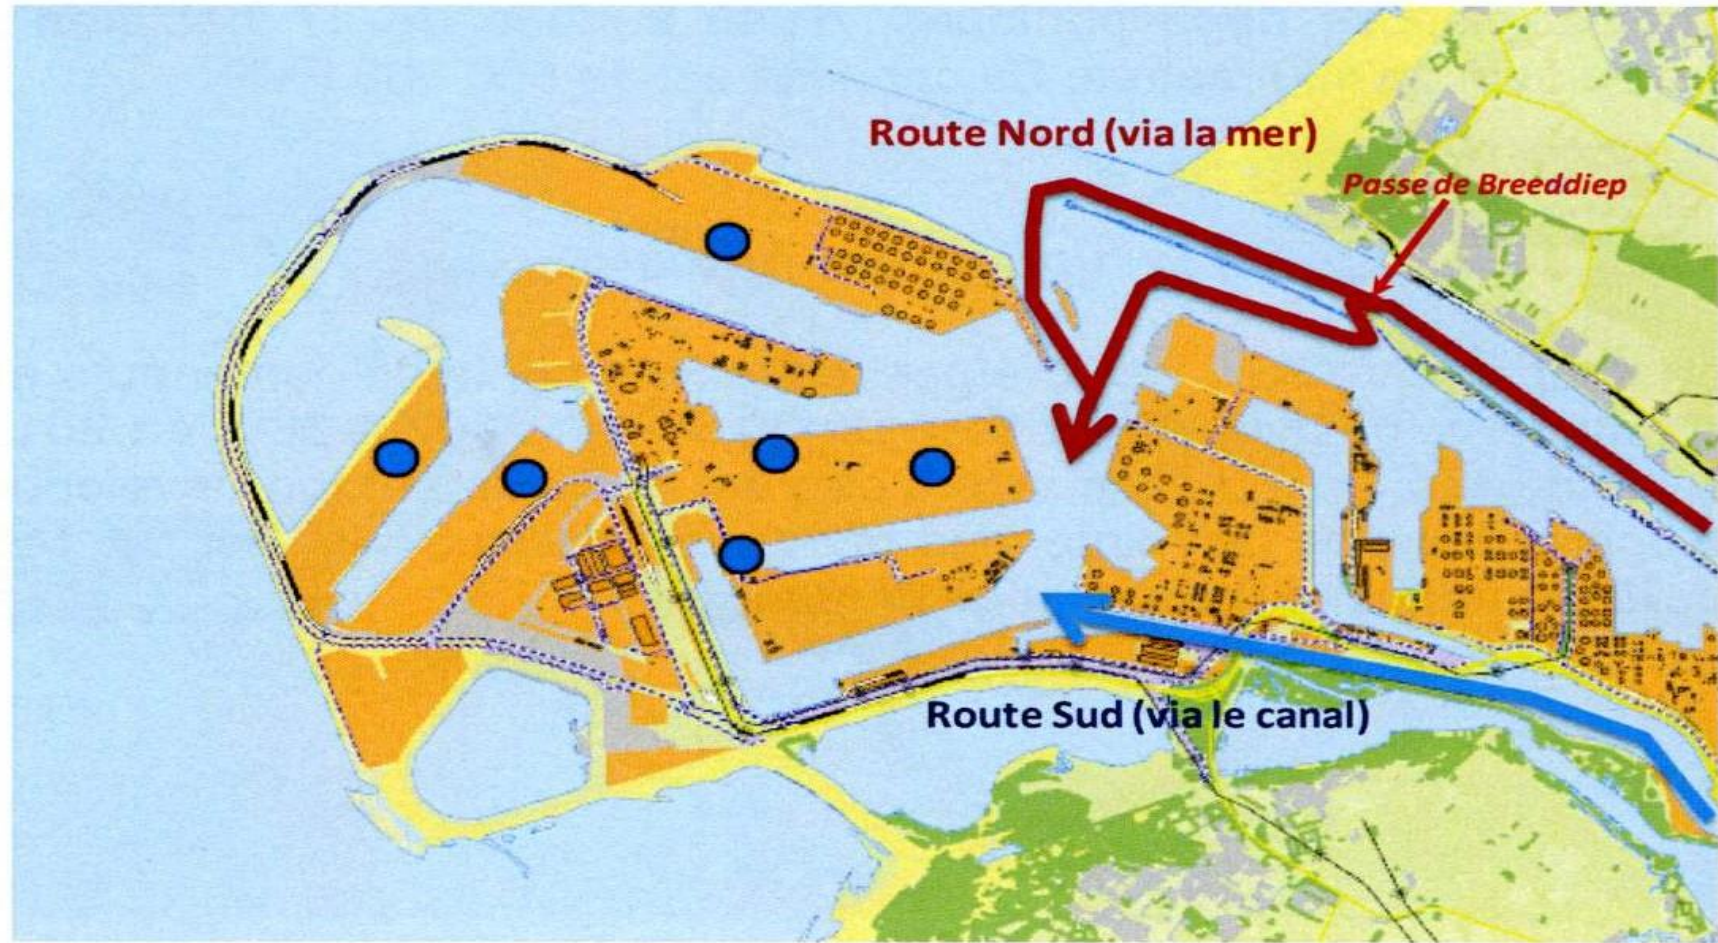 Route Nord (via la mer)
Passe de Breeddiep
Route Sud (via le canal)